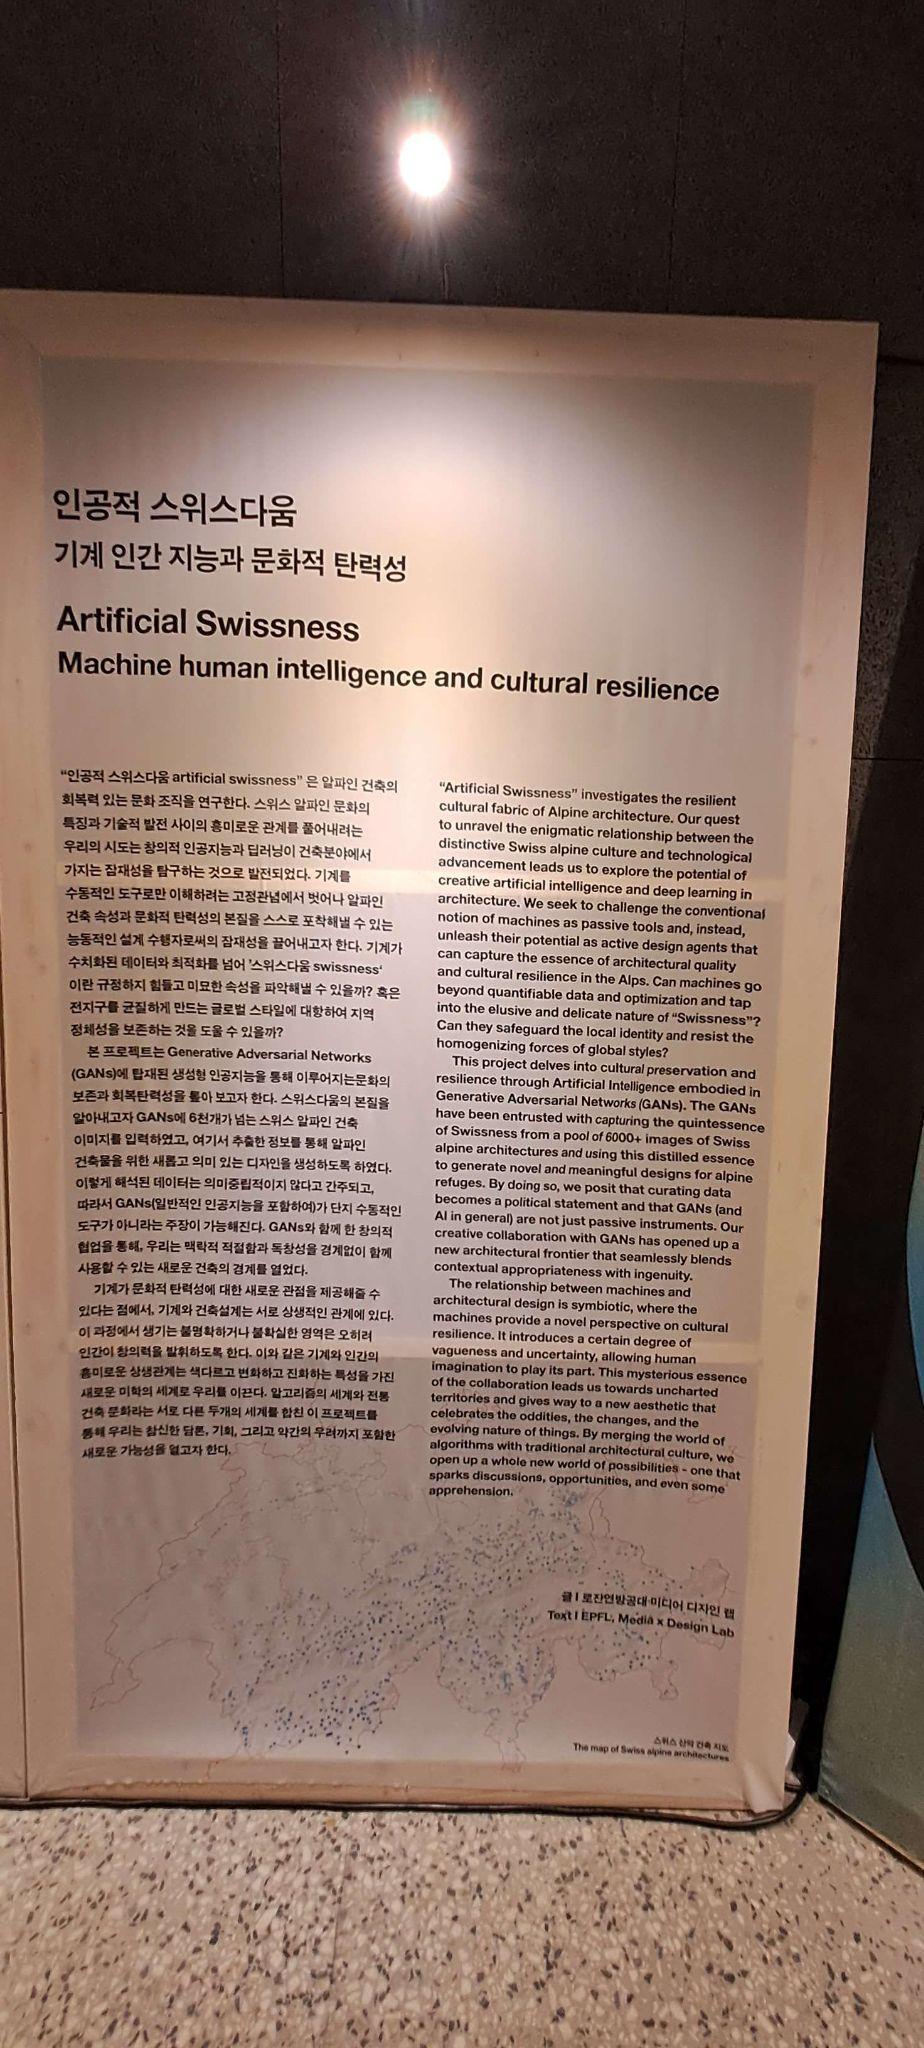 인공적 스위스다움
기계 인간 지능과 문화적 탄력성
Artificial Swissness
Machine human intelligence and cultural resilience
“인공적 스위스다움 artificial swissness” 은 알파인 건축의
회복력 있는 문화 조직을 연구한다. 스위스 알파인 문화의
특징과 기술적 발전 사이의 흥미로운 관계를 풀어내려는
우리의 시도는 창의적 인공지능과 딥러닝이 건축분야에서
가지는 잠재성을 탐구하는 것으로 발전되었다. 기계를
수동적인 도구로만 이해하려는 고정관념에서 벗어나 알파인
건축 속성과 문화적 탄력성의 본질을 스스로 포착해낼 수 있는
능동적인 설계 수행자로써의 잠재성을 끌어내고자 한다. 기계가
수치화된 데이터와 최적화를 넘어 ‘스위스다움 swissness‘
이란 규정하지 힘들고 미묘한 속성을 파악해낼 수 있을까? 혹은
전지구를 균질하게 만드는 글로벌 스타일에 대항하여 지역
정체성을 보존하는 것을 도울 수 있을까?
본 프로젝트는 Generative Adversarial Networks
(GANs)에 탑재된 생성형 인공지능을 통해 이루어지는문화의
보존과 회복탄력성을 톺아 보고자 한다. 스위스다움의 본질을
알아내고자 GANs에 6천개가 넘는 스위스 알파인 건축
이미지를 입력하였고, 여기서 추출한 정보를 통해 알파인
건축물을 위한 새롭고 의미 있는 디자인을 생성하도록 하였다.
이렇게 해석된 데이터는 의미중립적이지 않다고 간주되고,
따라서 GANs(일반적인 인공지능을 포함하여)가 단지 수동적인
도구가 아니라는 주장이 가능해진다. GANs와 함께 한 창의적
협업을 통해, 우리는 맥락적 적절함과 독창성을 경계없이 함께
사용할 수 있는 새로운 건축의 경계를 열었다.
기계가 문화적 탄력성에 대한 새로운 관점을 제공해줄 수
있다는 점에서, 기계와 건축설계는 서로 상생적인 관계에 있다.
이 과정에서 생기는 불명확하거나 불확실한 영역은 오히려
인간이 창의력을 발휘하도록 한다. 이와 같은 기계와 인간의
흥미로운 상생관계는 색다르고 변화하고 진화하는 특성을 가진
새로운 미학의 세계로 우리를 이끈다. 알고리즘의 세계와 전통
건축 문화라는 서로 다른 두개의 세계를 합친 이 프로젝트를
통해 우리는 참신한 담론, 기회, 그리고 약간의 우려까지 포함한
새로운 가능성을 열고자 한다.
“Artificial Swissness” investigates the resilient
cultural fabric of Alpine architecture. Our quest
to unravel the enigmatic relationship between the
distinctive Swiss alpine culture and technological
advancement leads us to explore the potential of
creative artificial intelligence and deep learning in
architecture. We seek to challenge the conventional
notion of machines as passive tools and, instead,
unleash their potential as active design agents that
can capture the essence of architectural quality
and cultural resilience in the Alps. Can machines go
beyond quantifiable data and optimization and tap
into the elusive and delicate nature of “Swissness”?
Can they safeguard the local identity and resist the
homogenizing forces of global styles?
This project delves into cultural preservation and
resilience through Artificial Intelligence embodied in
Generative Adversarial Networks (GANs). The GANs
have been entrusted with capturing the quintessence
of Swissness from a pool of 6000+ images of Swiss
alpine architectures and using this distilled essence
to generate novel and meaningful designs for alpine
refuges. By doing so, we posit that curating data
becomes a political statement and that GANs (and
AI in general) are not just passive instruments. Our
creative collaboration with GANs has opened up a
new architectural frontier that seamlessly blends
contextual appropriateness with ingenuity.
The relationship between machines and
architectural design is symbiotic, where the
machines provide a novel perspective on cultural
resilience. It introduces a certain degree of
vagueness and uncertainty, allowing human
imagination to play its part. This mysterious essence
of the collaboration leads us towards uncharted
territories and gives way to a new aesthetic that
celebrates the oddities, the changes, and the
evolving nature of things. By merging the world of
algorithms with traditional architectural culture, we
open up a whole new world of possibilities - one that
sparks discussions, opportunities, and even some
apprehension.
글 | 로잔연방공대 미디어 디자인 랩
Text | EPFL, Media x Design Lab
스위스 산악 건축 지도
The map of Swiss alpine architectures